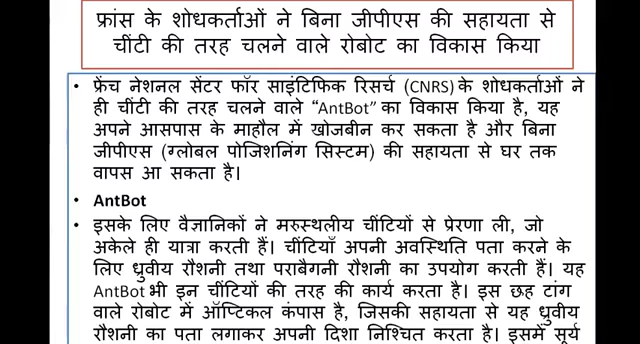 फ्रांस के शोधकर्ताओं ने बिना जीपीएस की सहायता से
चींटी की तरह चलने वाले रोबोट का विकास किया
• फ्रेंच नेशनल सेंटर फॉर साइंटिफिक रिसर्च (CNRS) के शोधकर्ताओं ने
ही चींटी की तरह चलने वाले “AntBot” का विकास किया है, यह
अपने आसपास के माहौल में खोजबीन कर सकता है और बिना
जीपीएस (ग्लोबल पोजिशनिंग सिस्टम) की सहायता से घर तक
वापस आ सकता है।
• AntBot
• इसके लिए वैज्ञानिकों ने मरुस्थलीय चींटियों से प्रेरणा ली, जो
अकेले ही यात्रा करती हैं। चींटियाँ अपनी अवस्थिति पता करने के
लिए ध्रुवीय रौशनी तथा पराबैगनी रौशनी का उपयोग करती हैं। यह
AntBot भी इन चींटियों की तरह की कार्य करता है। इस छह टांग
वाले रोबोट में ऑप्टिकल कंपास है, जिसकी सहायता से यह ध्रुवीय
रौशनी का पता लगाकर अपनी दिशा निश्चित करता है। इसमें सूर्य